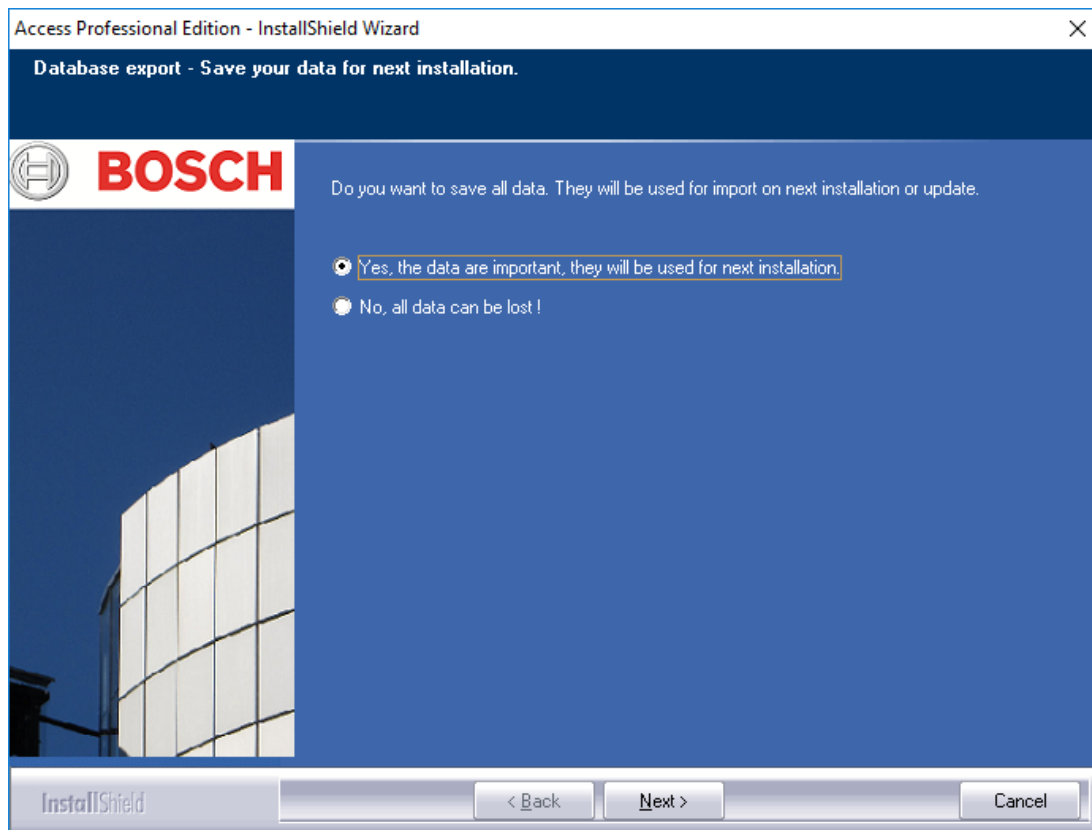 Access Professional Edition - InstallShield Wizard
Database export - Save your data for next installation.
BOSCH
Do you want to save all data. They will be used for import on next installation or update.
Yes, the data are important, they will be used for next installation.
No, all data can be lost !
InstallShield
< Back
Next >
Cancel